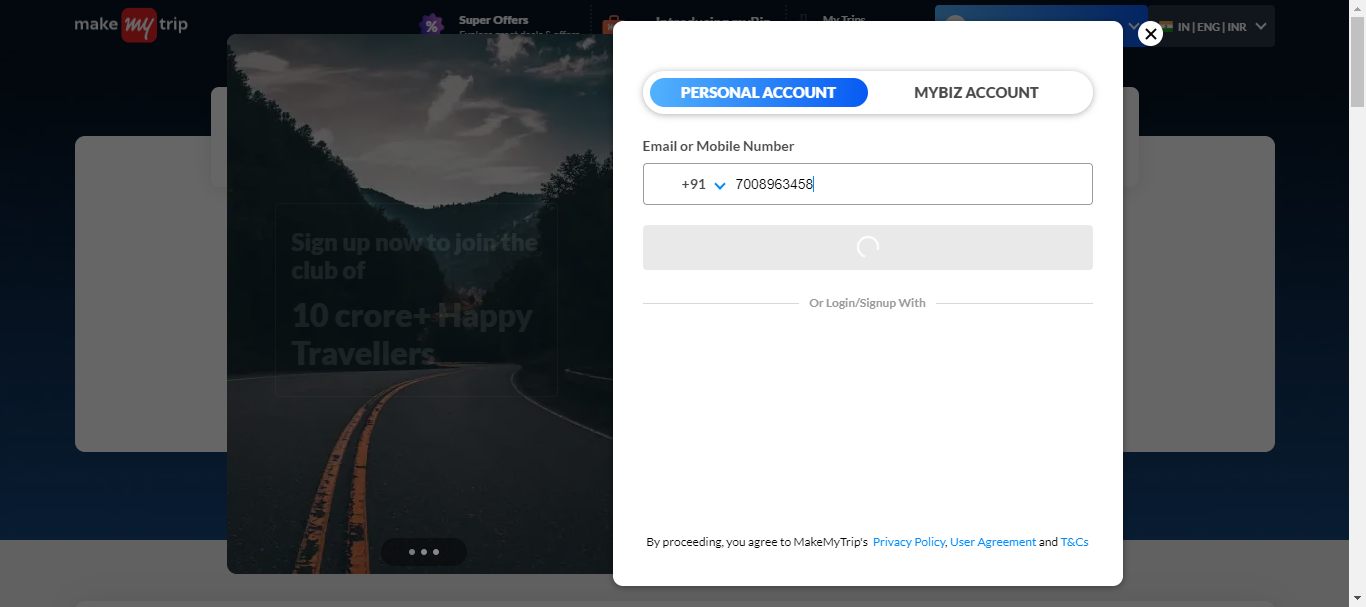 make my trip
Super Offers
My Trips
IN | ENG | INR
PERSONAL ACCOUNT
MYBIZ ACCOUNT
Email or Mobile Number
+91 7008963458
Sign up now to join the
club of
10 crore+ Happy
Travellers
Or Login/Signup With
By proceeding, you agree to MakeMyTrip's Privacy Policy, User Agreement and T&Cs